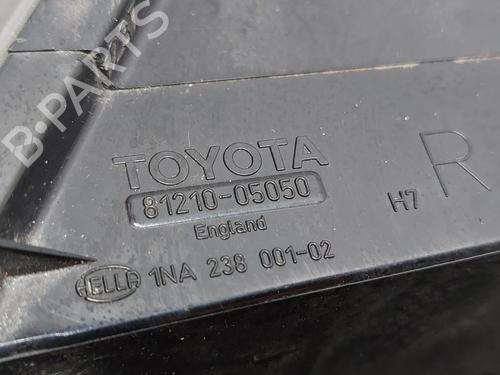 B-PARTS
TOYOTA
81210-05050
England
H7
R
HELLA 1NA 238 001-02